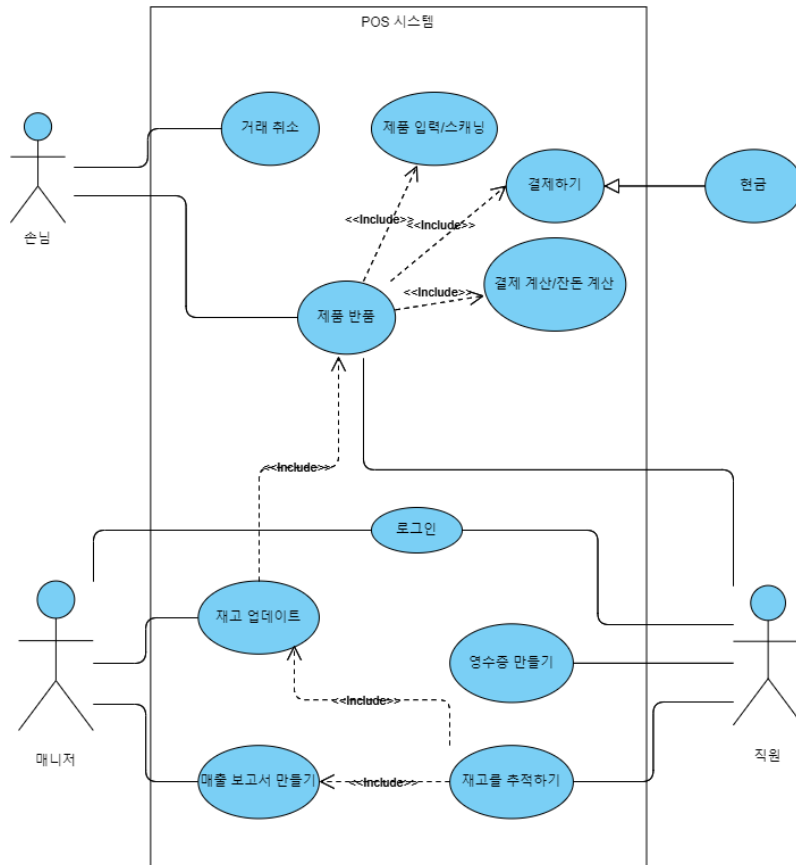 POS 시스템
거래 취소
제품 입력/스캐닝
결제하기
현금
손님
<<Include>>
<<Include>>
결제 계산/잔돈 계산
<<Include>>
제품 반품
<<Include>>
로그인
재고 업데이트
영수증 만들기
<<Include>>
매니저
직원
매출 보고서 만들기
<<Include>>
재고를 추적하기